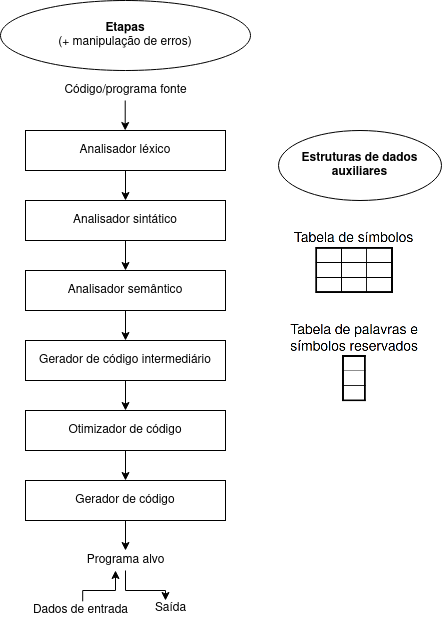 Etapas
(+ manipulação de erros)
Código/programa fonte
Analisador léxico
Analisador sintático
Analisador semântico
Gerador de código intermediário
Otimizador de código
Gerador de código
Programa alvo
Dados de entrada
Saída
Estruturas de dados
auxiliares
Tabela de símbolos
Tabela de palavras e
símbolos reservados